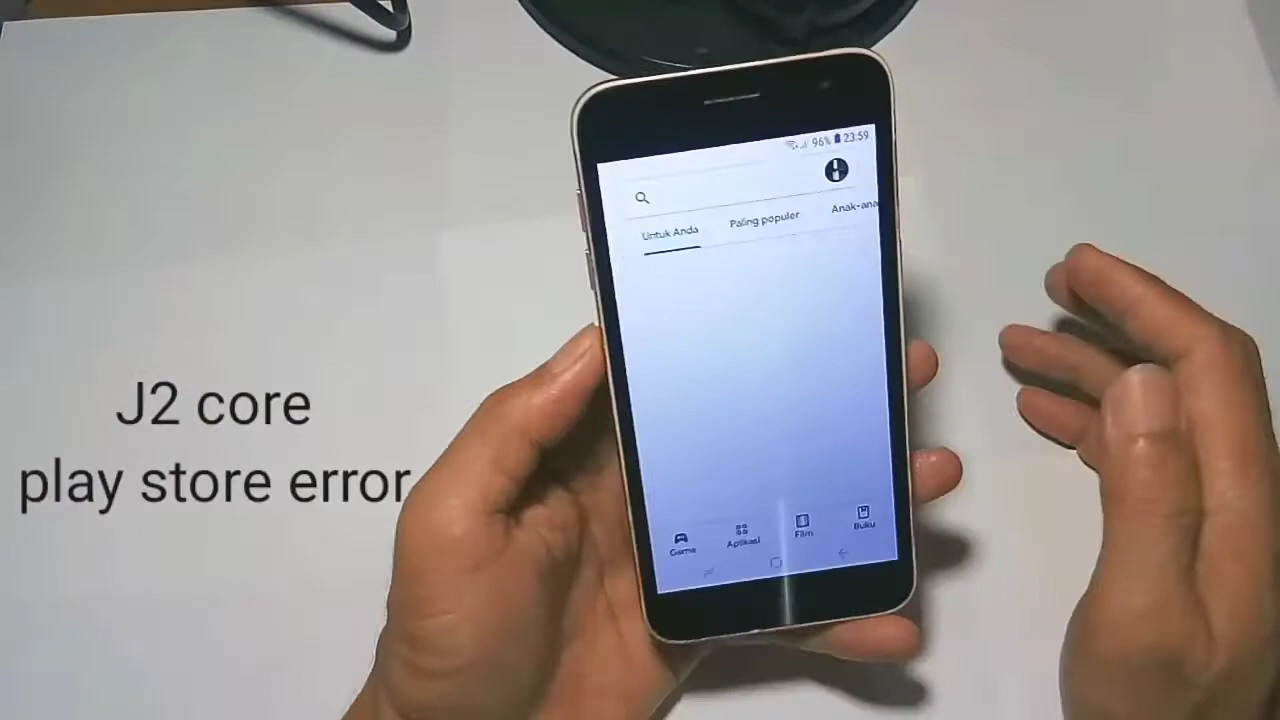 96% 23:59
Untuk Anda Paling populer Anak-ana
J2 core
play store error
Game Aplikasi Film Buku